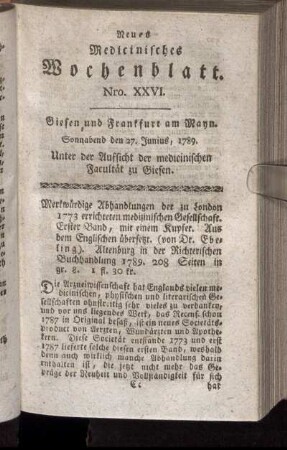 Neues
Medicinisches
Wochenblatt.
Nro. XXVI.
Giesen und Frankfurt am Mayn.
Sonnabend den 27. Junius, 1789.
Unter der Aufsicht der medicinischen
Facultät zu Giesen.
Merkwürdige Abhandlungen der zu London
1773 errichteten medizinischen Gesellschaft.
Erster Band, mit einem Kupfer. Aus
dem Englischen übersetzt. (von Dr. Ebe-
ling). Altenburg in der Richterischen
Buchhandlung 1789. 208 Seiten in
gr. 8. 1 fl. 30 kr.
Die Arzneiwissenschaft hat Englands vielen me-
dicinischen, physischen und literarischen Ge-
sellschaften ohnstreitig sehr vieles zu verdanken,
und vor uns liegendes Werk, das Recens. schon
1787 in Original besaß, ist ein neues Societäts-
product von Aerzten, Wundärzten und Apothe-
kern. Diese Societät entstande 1773 und erst
1787 lieferte solche diesen ersten Band, weshalb
denn auch wirklich manche Abhandlung darin
enthalten ist, die jetzt nicht mehr das Ge-
präge der Neuheit und Vollständigkeit für sich
Cc hat